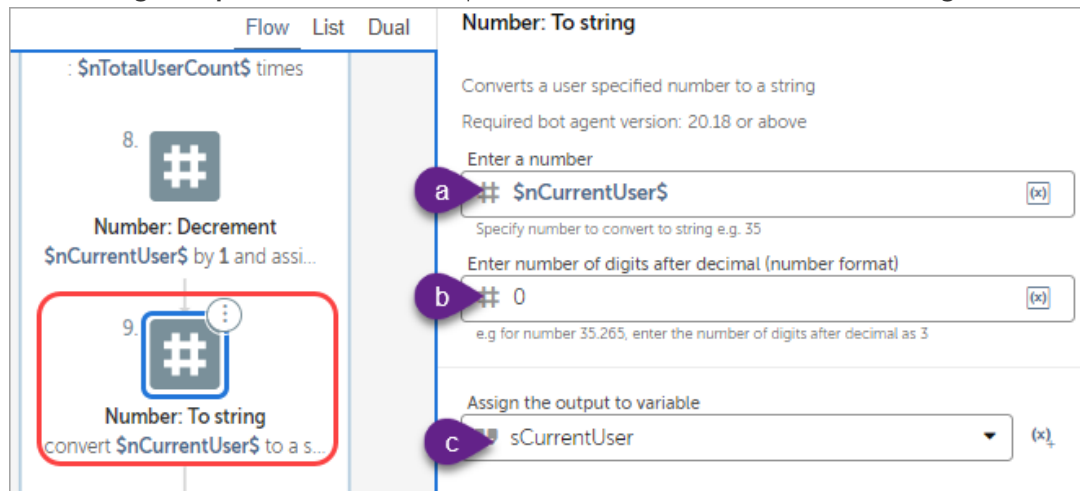 Flow List Dual
: $nTotalUserCount$ times
8.
Number: Decrement
$nCurrentUser$ by 1 and assi...
9.
Number: To string
convert $nCurrentUser$ to a s...
Number: To string
Converts a user specified number to a string
Required bot agent version: 20.18 or above
Enter a number
a # $nCurrentUser$ (x)
Specify number to convert to string e.g. 35
Enter number of digits after decimal (number format)
b # 0 (x)
e.g for number 35.265, enter the number of digits after decimal as 3
Assign the output to variable
c sCurrentUser (x)+